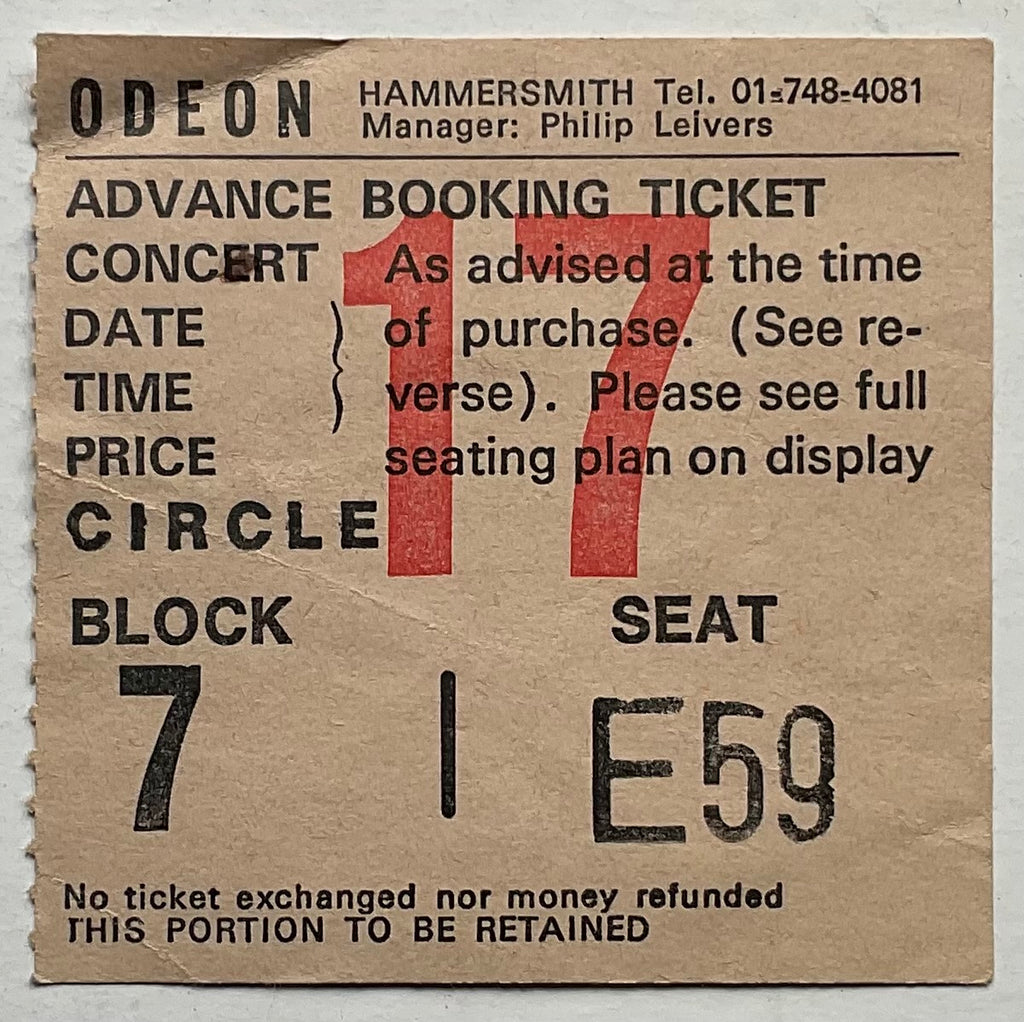 ODEON HAMMERSMITH Tel. 01-748-4081
Manager: Philip Leivers
ADVANCE BOOKING TICKET
CONCERT As advised at the time
DATE of purchase. (See re-
TIME verse). Please see full
PRICE seating plan on display
17
CIRCLE
BLOCK SEAT
7 | E59
No ticket exchanged nor money refunded
THIS PORTION TO BE RETAINED